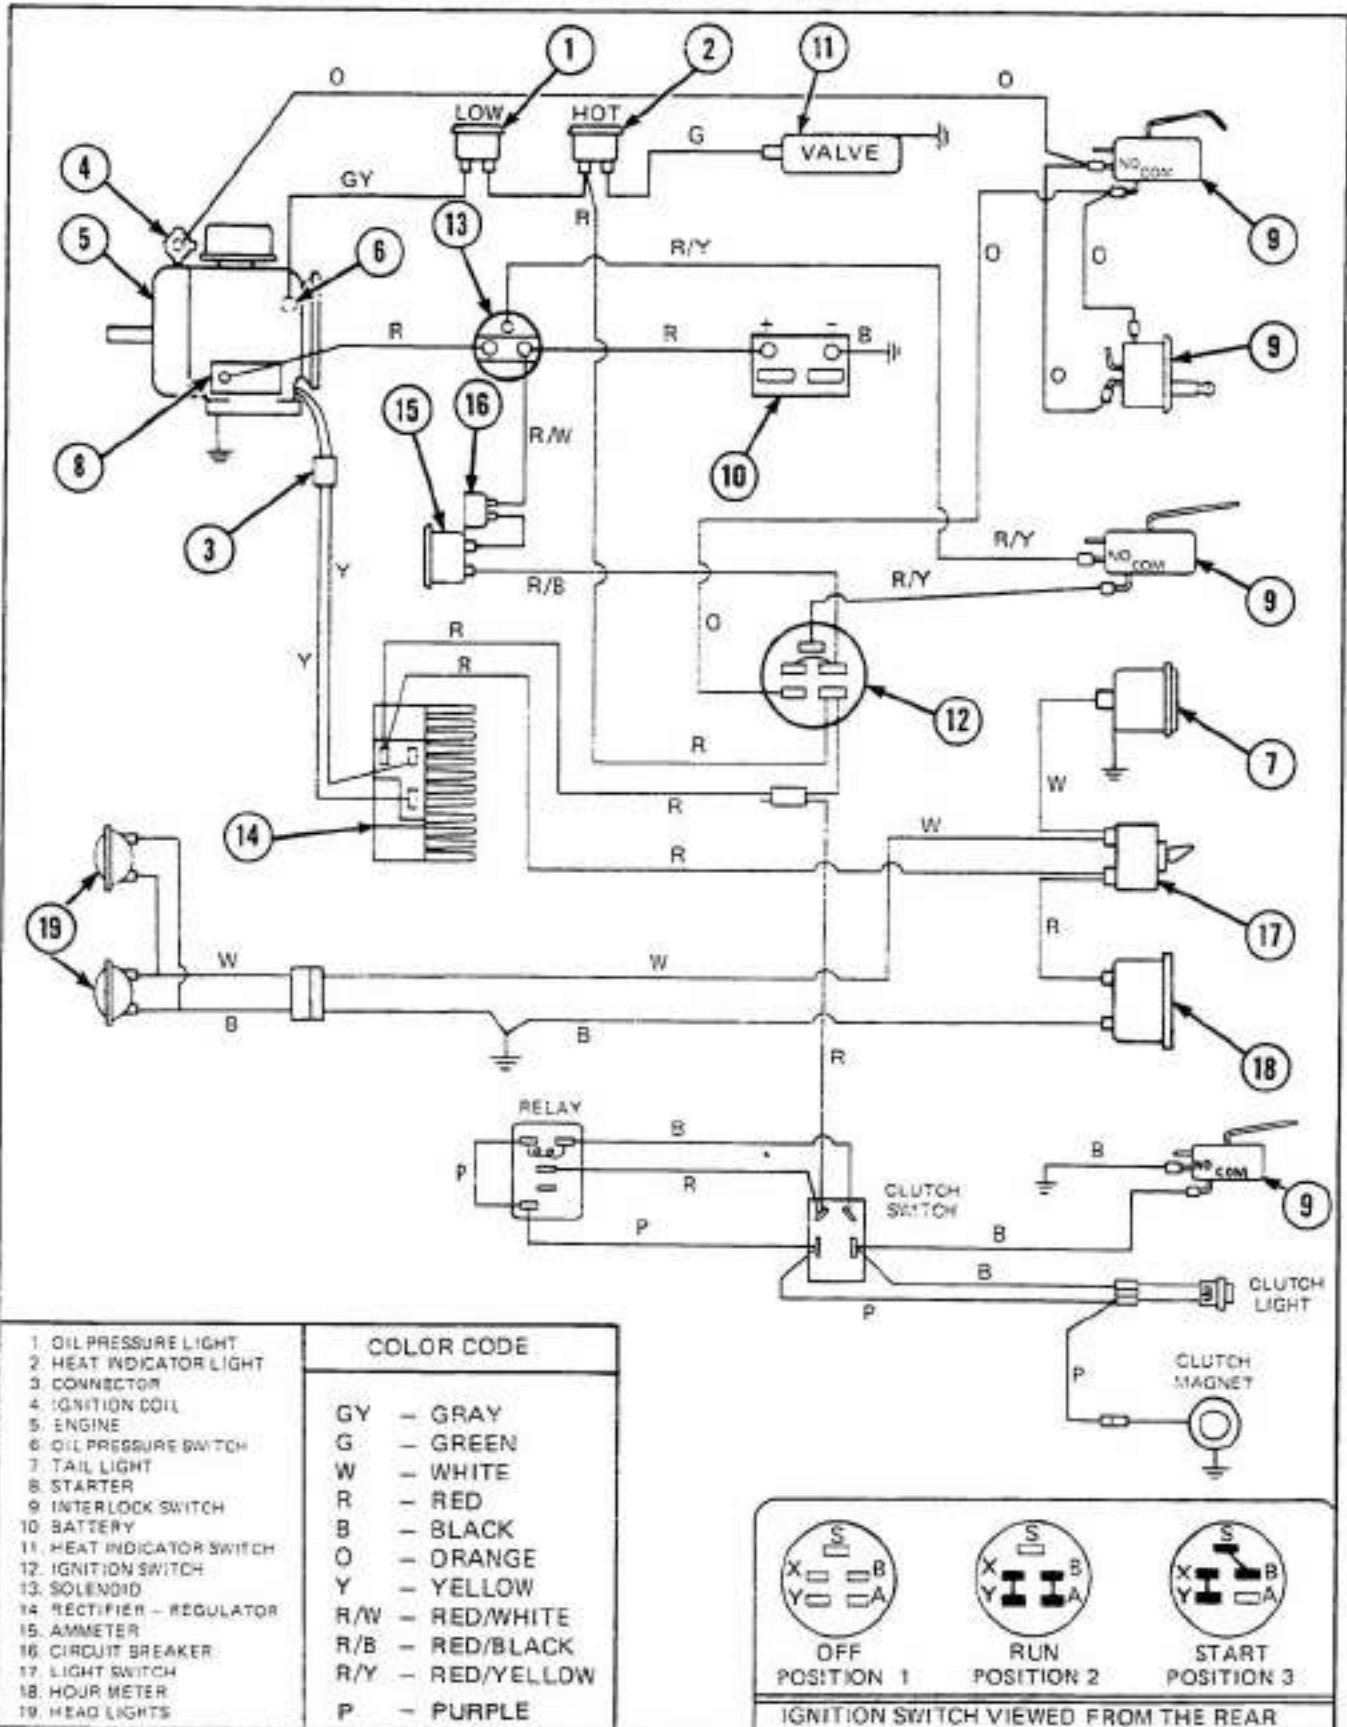 1
2
11
O
LOW
HOT
G
VALVE
O
NO
COM
4
GY
13
R
9
5
6
R/Y
O
O
R
R
+
-
B
9
O
8
15
16
R/W
10
3
Y
R/B
R/Y
R/Y
NO
COM
9
O
Y
R
R
12
R
7
W
R
14
W
R
19
17
R
W
W
B
B
18
R
RELAY
B
P
R
CLUTCH
SWITCH
B
NO
COM
9
P
B
B
P
CLUTCH
LIGHT
P
CLUTCH
MAGNET
1. OIL PRESSURE LIGHT
2. HEAT INDICATOR LIGHT
3. CONNECTOR
4. IGNITION COIL
5. ENGINE
6. OIL PRESSURE SWITCH
7. TAIL LIGHT
8. STARTER
9. INTERLOCK SWITCH
10. BATTERY
11. HEAT INDICATOR SWITCH
12. IGNITION SWITCH
13. SOLENOID
14. RECTIFIER - REGULATOR
15. AMMETER
16. CIRCUIT BREAKER
17. LIGHT SWITCH
18. HOUR METER
19. HEAD LIGHTS
COLOR CODE
GY - GRAY
G - GREEN
W - WHITE
R - RED
B - BLACK
O - ORANGE
Y - YELLOW
R/W - RED/WHITE
R/B - RED/BLACK
R/Y - RED/YELLOW
P - PURPLE
S
X B
Y A
OFF
POSITION 1
S
X B
Y A
RUN
POSITION 2
S
X B
Y A
START
POSITION 3
IGNITION SWITCH VIEWED FROM THE REAR